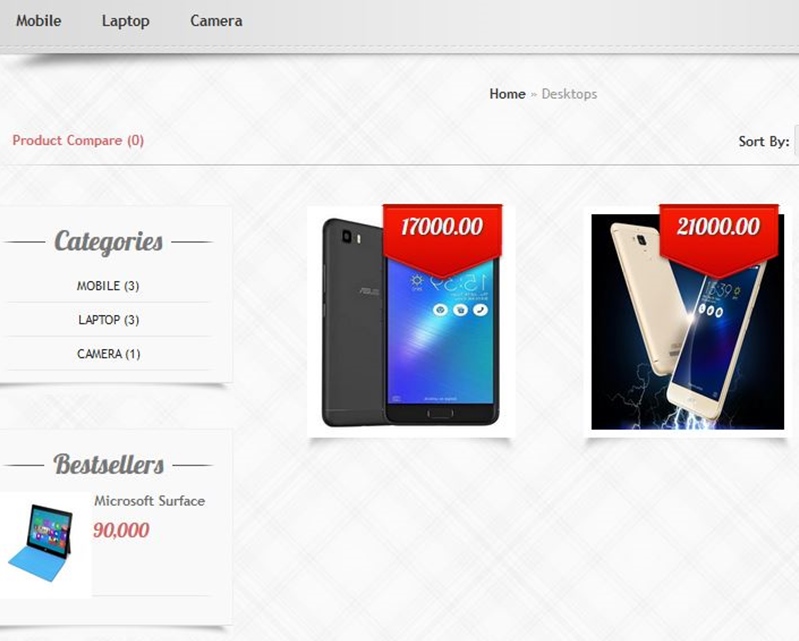 Mobile Laptop Camera
Home » Desktops
Product Compare (0)
Sort By:
Categories
MOBILE (3)
LAPTOP (3)
CAMERA (1)
Bestsellers
Microsoft Surface
90,000
17000.00
21000.00